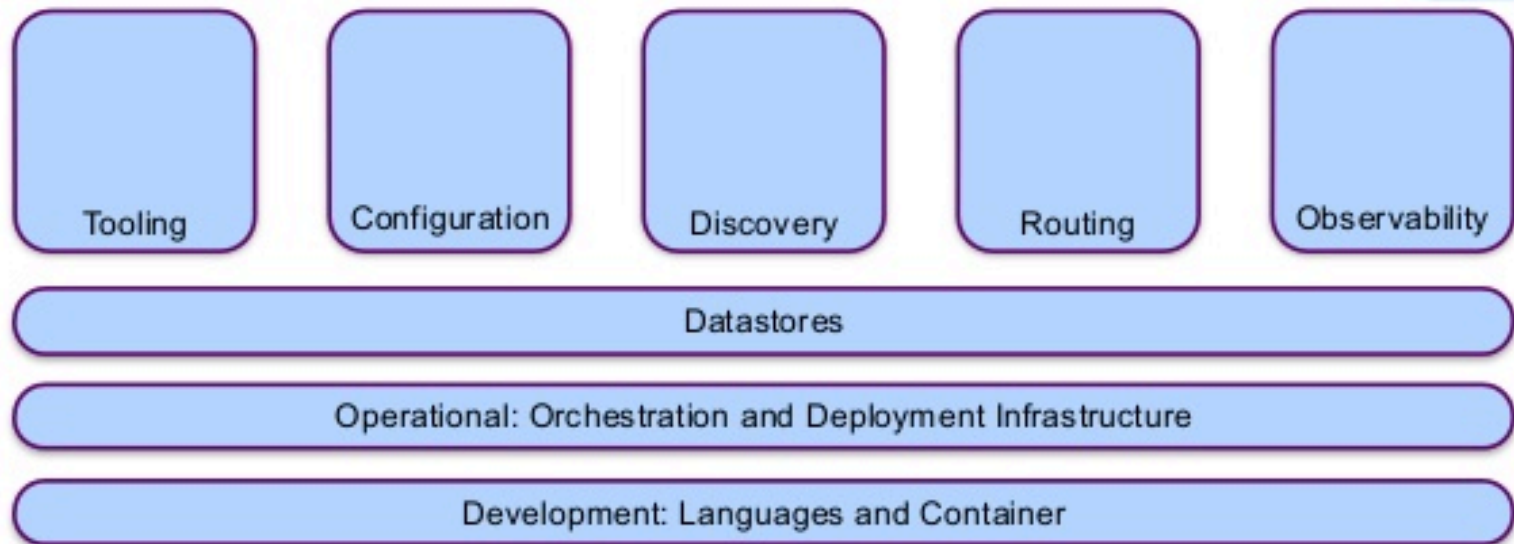 Tooling
Configuration
Discovery
Routing
Observability
Datastores
Operational: Orchestration and Deployment Infrastructure
Development: Languages and Container